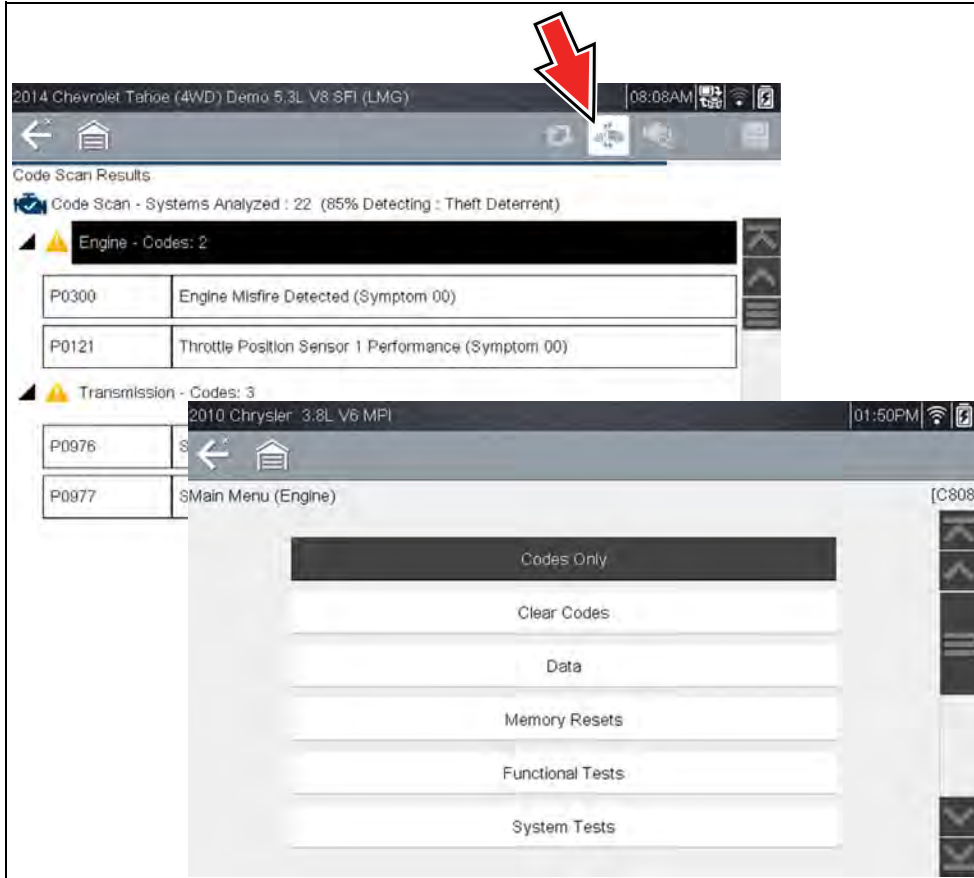 2014 Chevrolet Tahoe (4WD) Demo 5.3L V8 SFI (LMG) 08:08AM
Code Scan Results
Code Scan - Systems Analyzed : 22 (85% Detecting : Theft Deterrent)
Engine - Codes: 2
P0300 Engine Misfire Detected (Symptom 00)
P0121 Throttle Position Sensor 1 Performance (Symptom 00)
Transmission - Codes: 3
P0976 S
P0977 S
2010 Chrysler 3.8L V6 MPI 01:50PM
Main Menu (Engine) [C808
Codes Only
Clear Codes
Data
Memory Resets
Functional Tests
System Tests